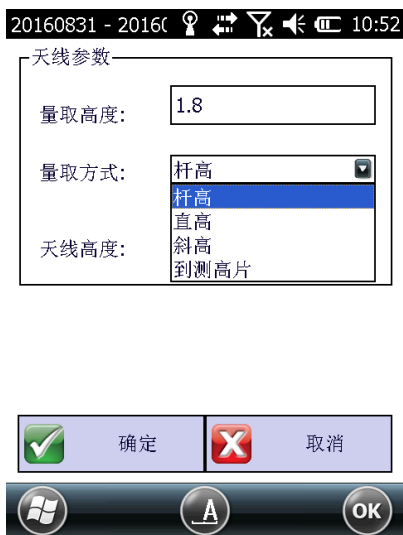 20160831 - 2016( 10:52
天线参数
量取高度: 1.8
量取方式: 杆高
杆高
直高
斜高
天线高度:
到测高片
确定 取消
A OK